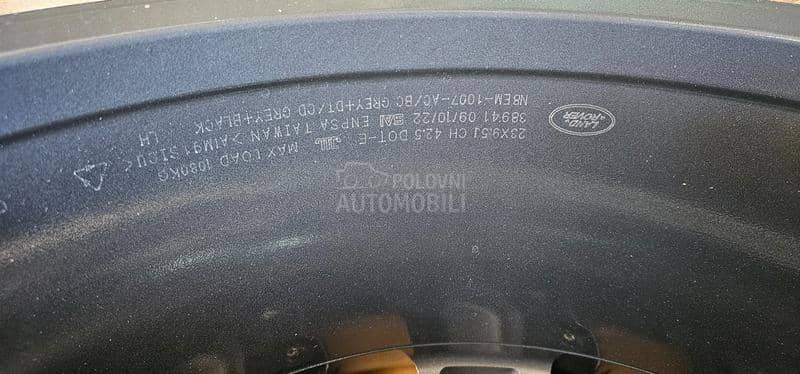 LAND
ROVER
23X9.5J CH 42.5 DOT-E JWL MAX LOAD 1080KG
38941 09/10/22 ENPSA TAIWAN
N8EM-1007-AC/BC GREY+DT/CD GREY+BLACK LH
POLOVNI
AUTOMOBILI